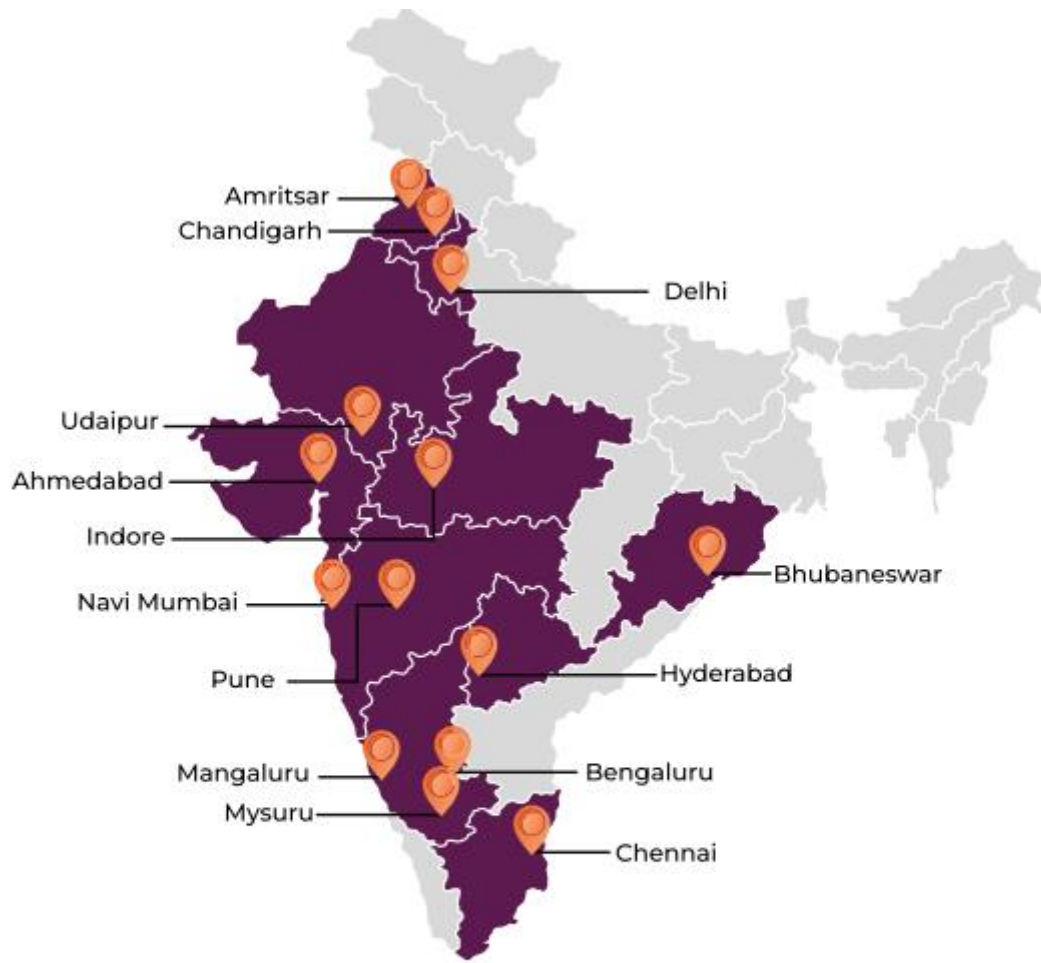 Amritsar
Chandigarh
Delhi
Udaipur
Ahmedabad
Indore
Bhubaneswar
Navi Mumbai
Hyderabad
Pune
Mangaluru
Bengaluru
Mysuru
Chennai